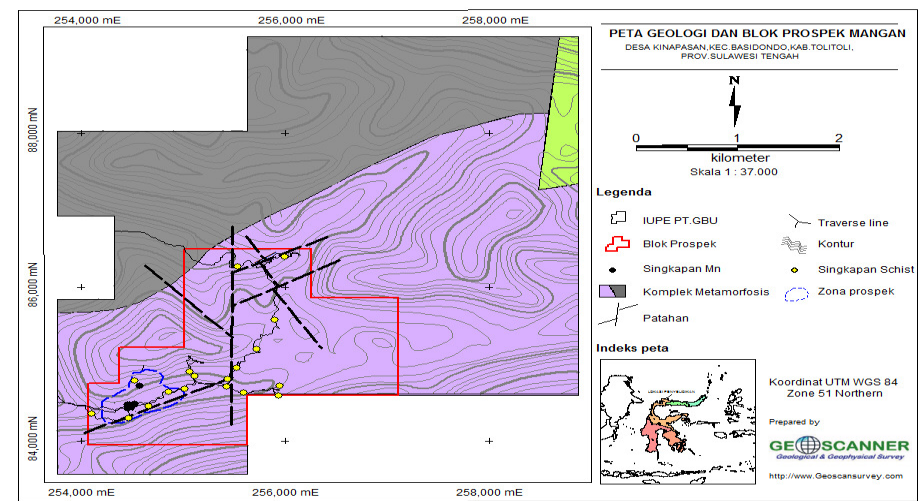 254,000 mE
256,000 mE
258,000 mE
88,000 mN
86,000 mN
84,000 mN
254,000 mE
256,000 mE
258,000 mE
PETA GEOLOGI DAN BLOK PROSPEK MANGAN
DESA KINAPASAN,KEC.BASIDONDO,KAB.TOLITOLI,
PROV.SULAWESI TENGAH
N
0 1 2
kilometer
Skala 1 : 37.000
Legenda
IUPE PT.GBU
Blok Prospek
Singkapan Mn
Komplek Metamorfosis
Patahan
Traverse line
Kontur
Singkapan Schist
Zona prospek
Indeks peta
LOKASI PENYELIDIKAN
Koordinat UTM WGS 84
Zone 51 Northern
Prepared by
GEOSCANNER
Geological & Geophysical Survey
http://www.Geoscansurvey.com